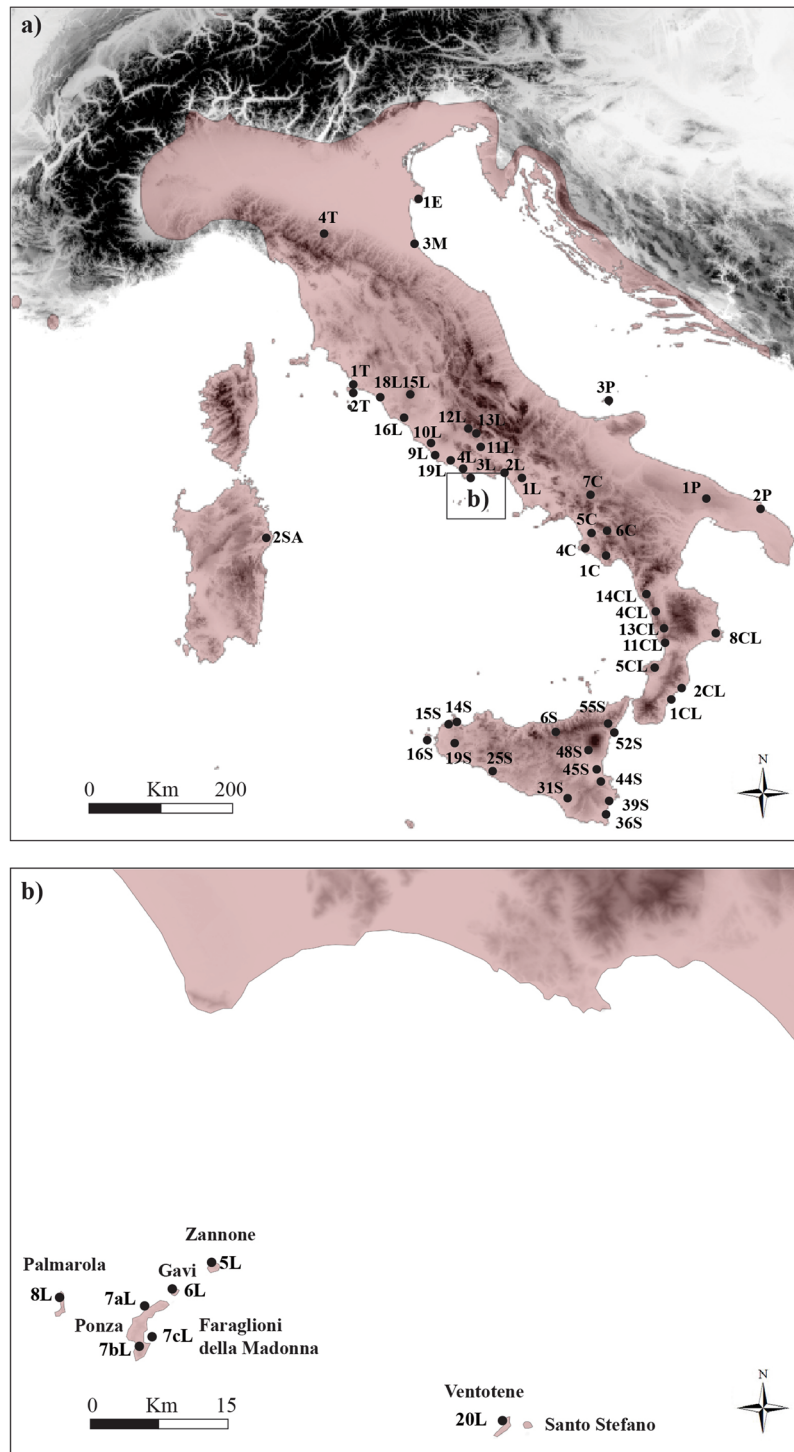 a)
1E
4T
3M
1T
18L 15L
3P
2T
12L 13L
16L
10L
11L
9L 4L 3L 2L
7C
1P
19L
1L
2P
b)
5C 6C
2SA
4C
1C
14CL
4CL
13CL
8CL
11CL
5CL
2CL
1CL
14S 6S 55S
15S
52S
16S 19S 48S
25S 45S
44S
0 Km 200
31S
39S
36S
N
b)
Zannone
5L
Palmarola
Gavi
8L
7aL
6L
Ponza
7cL
Faraglioni
della Madonna
7bL
0 Km 15
Ventotene
20L
Santo Stefano
N